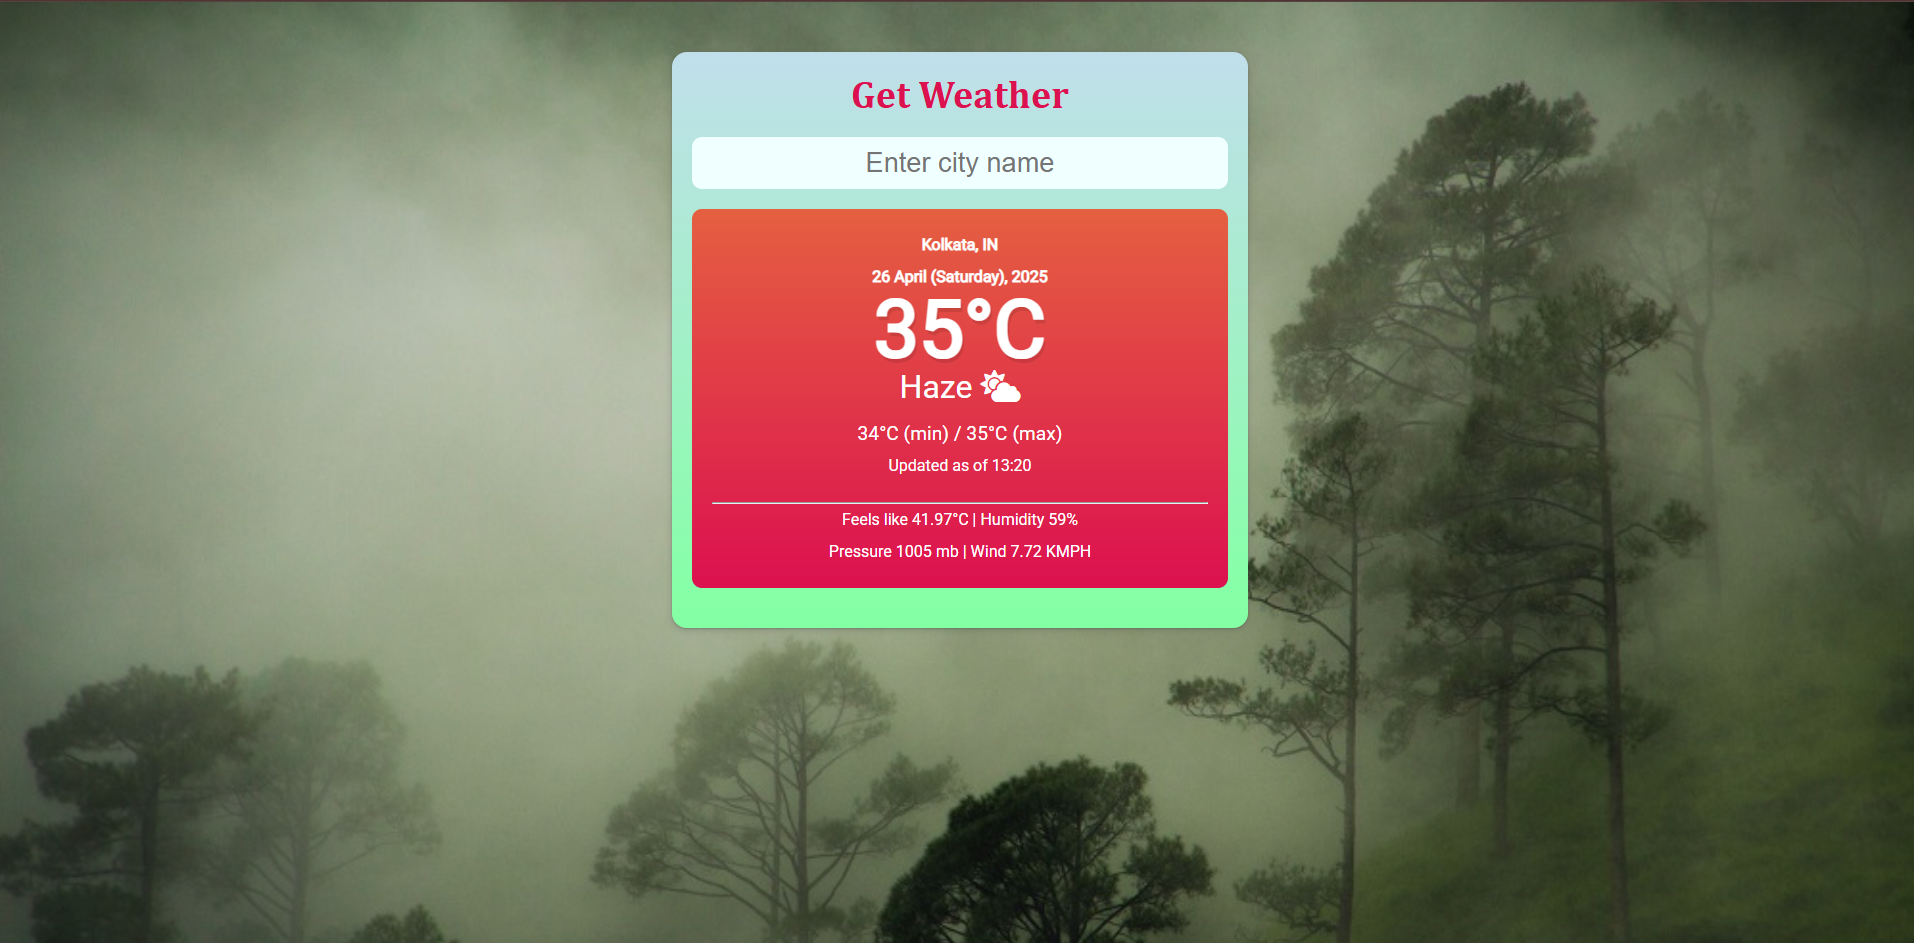 Get Weather
Enter city name
Kolkata, IN
26 April (Saturday), 2025
35°C
Haze
34°C (min) / 35°C (max)
Updated as of 13:20
Feels like 41.97°C | Humidity 59%
Pressure 1005 mb | Wind 7.72 KMPH